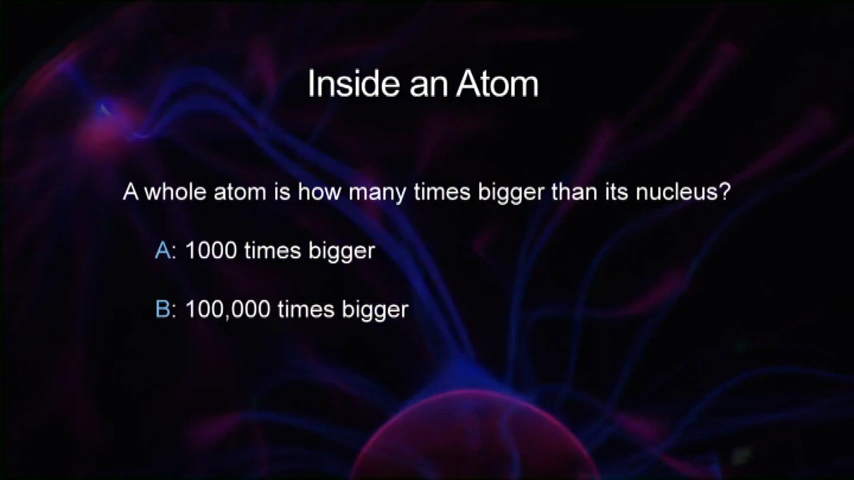 Inside an Atom
A whole atom is how many times bigger than its nucleus?
A: 1000 times bigger
B: 100,000 times bigger